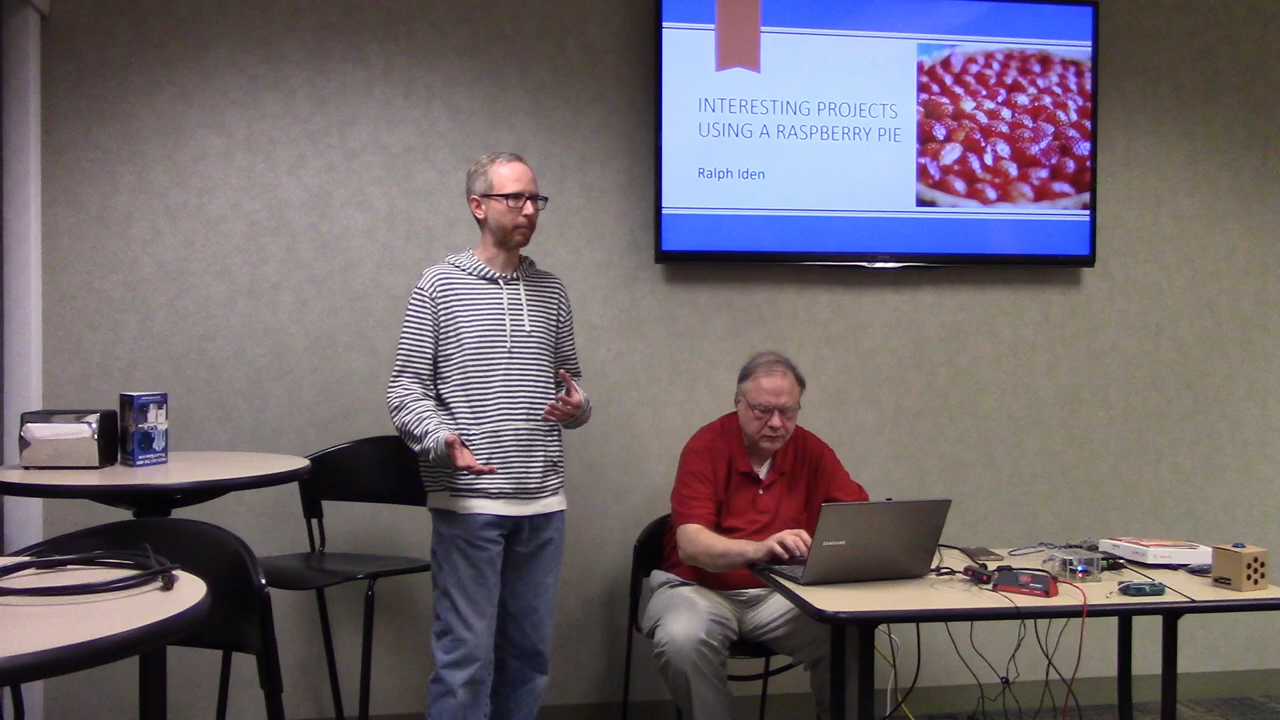 INTERESTING PROJECTS
USING A RASPBERRY PIE
Ralph Iden
SAMSUNG